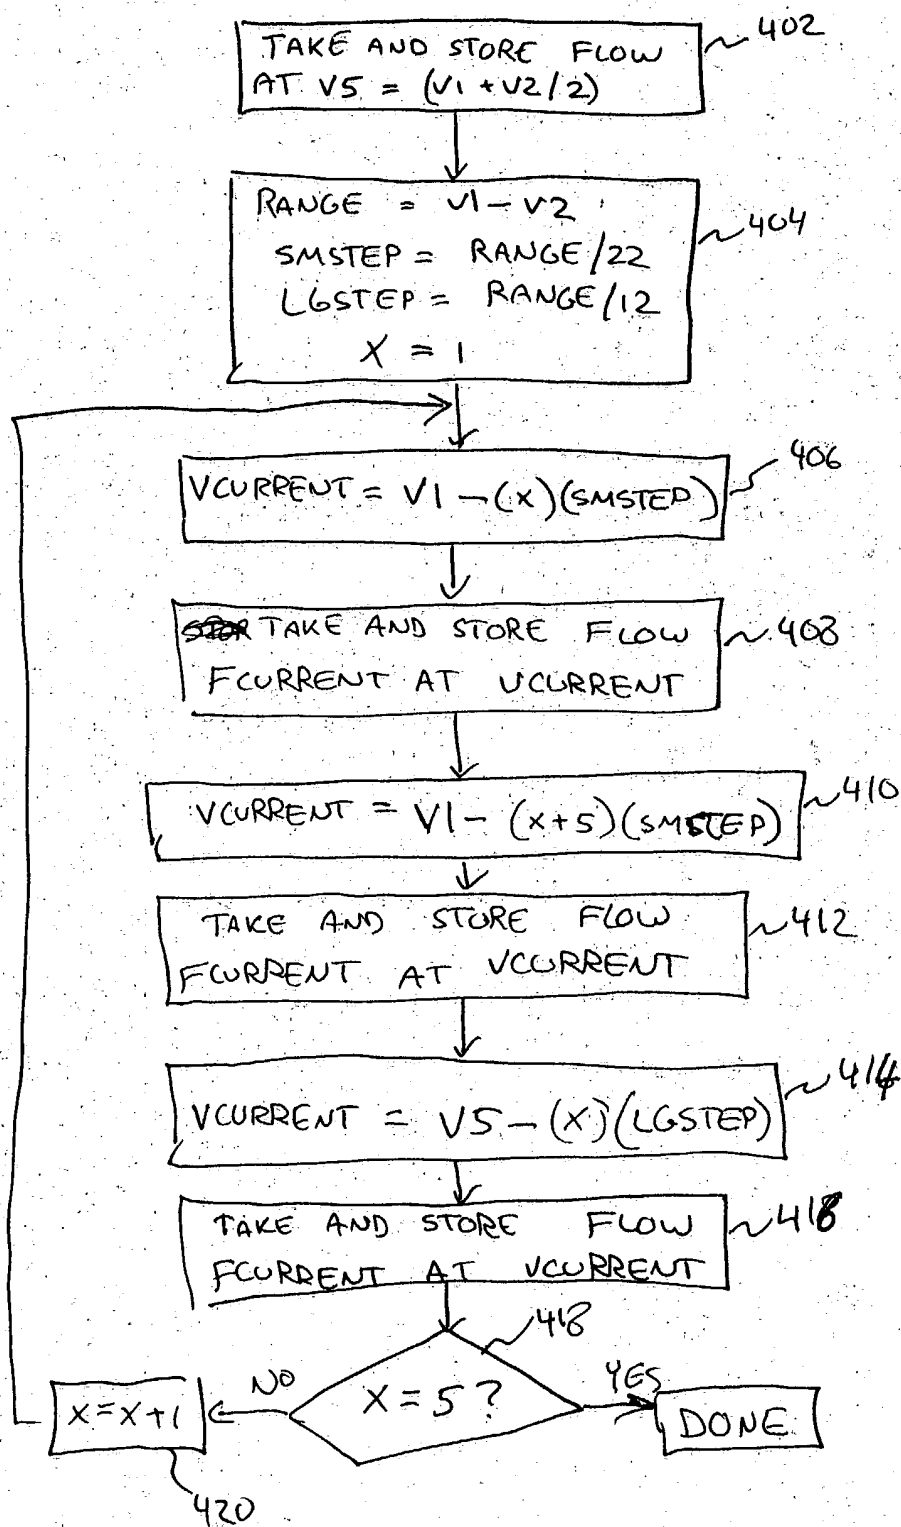 TAKE AND STORE FLOW
AT V5 = (V1 + V2/2)
402
RANGE = V1 - V2
SMSTEP = RANGE/22
LGSTEP = RANGE/12
X = 1
404
VCURRENT = V1 - (X)(SMSTEP)
406
TAKE AND STORE FLOW
FCURRENT AT VCURRENT
408
VCURRENT = V1 - (X+5)(SMSTEP)
410
TAKE AND STORE FLOW
FCURRENT AT VCURRENT
412
VCURRENT = V5 - (X)(LGSTEP)
414
TAKE AND STORE FLOW
FCURRENT AT VCURRENT
418
X = 5 ?
NO
YES
X = X+1
DONE
420